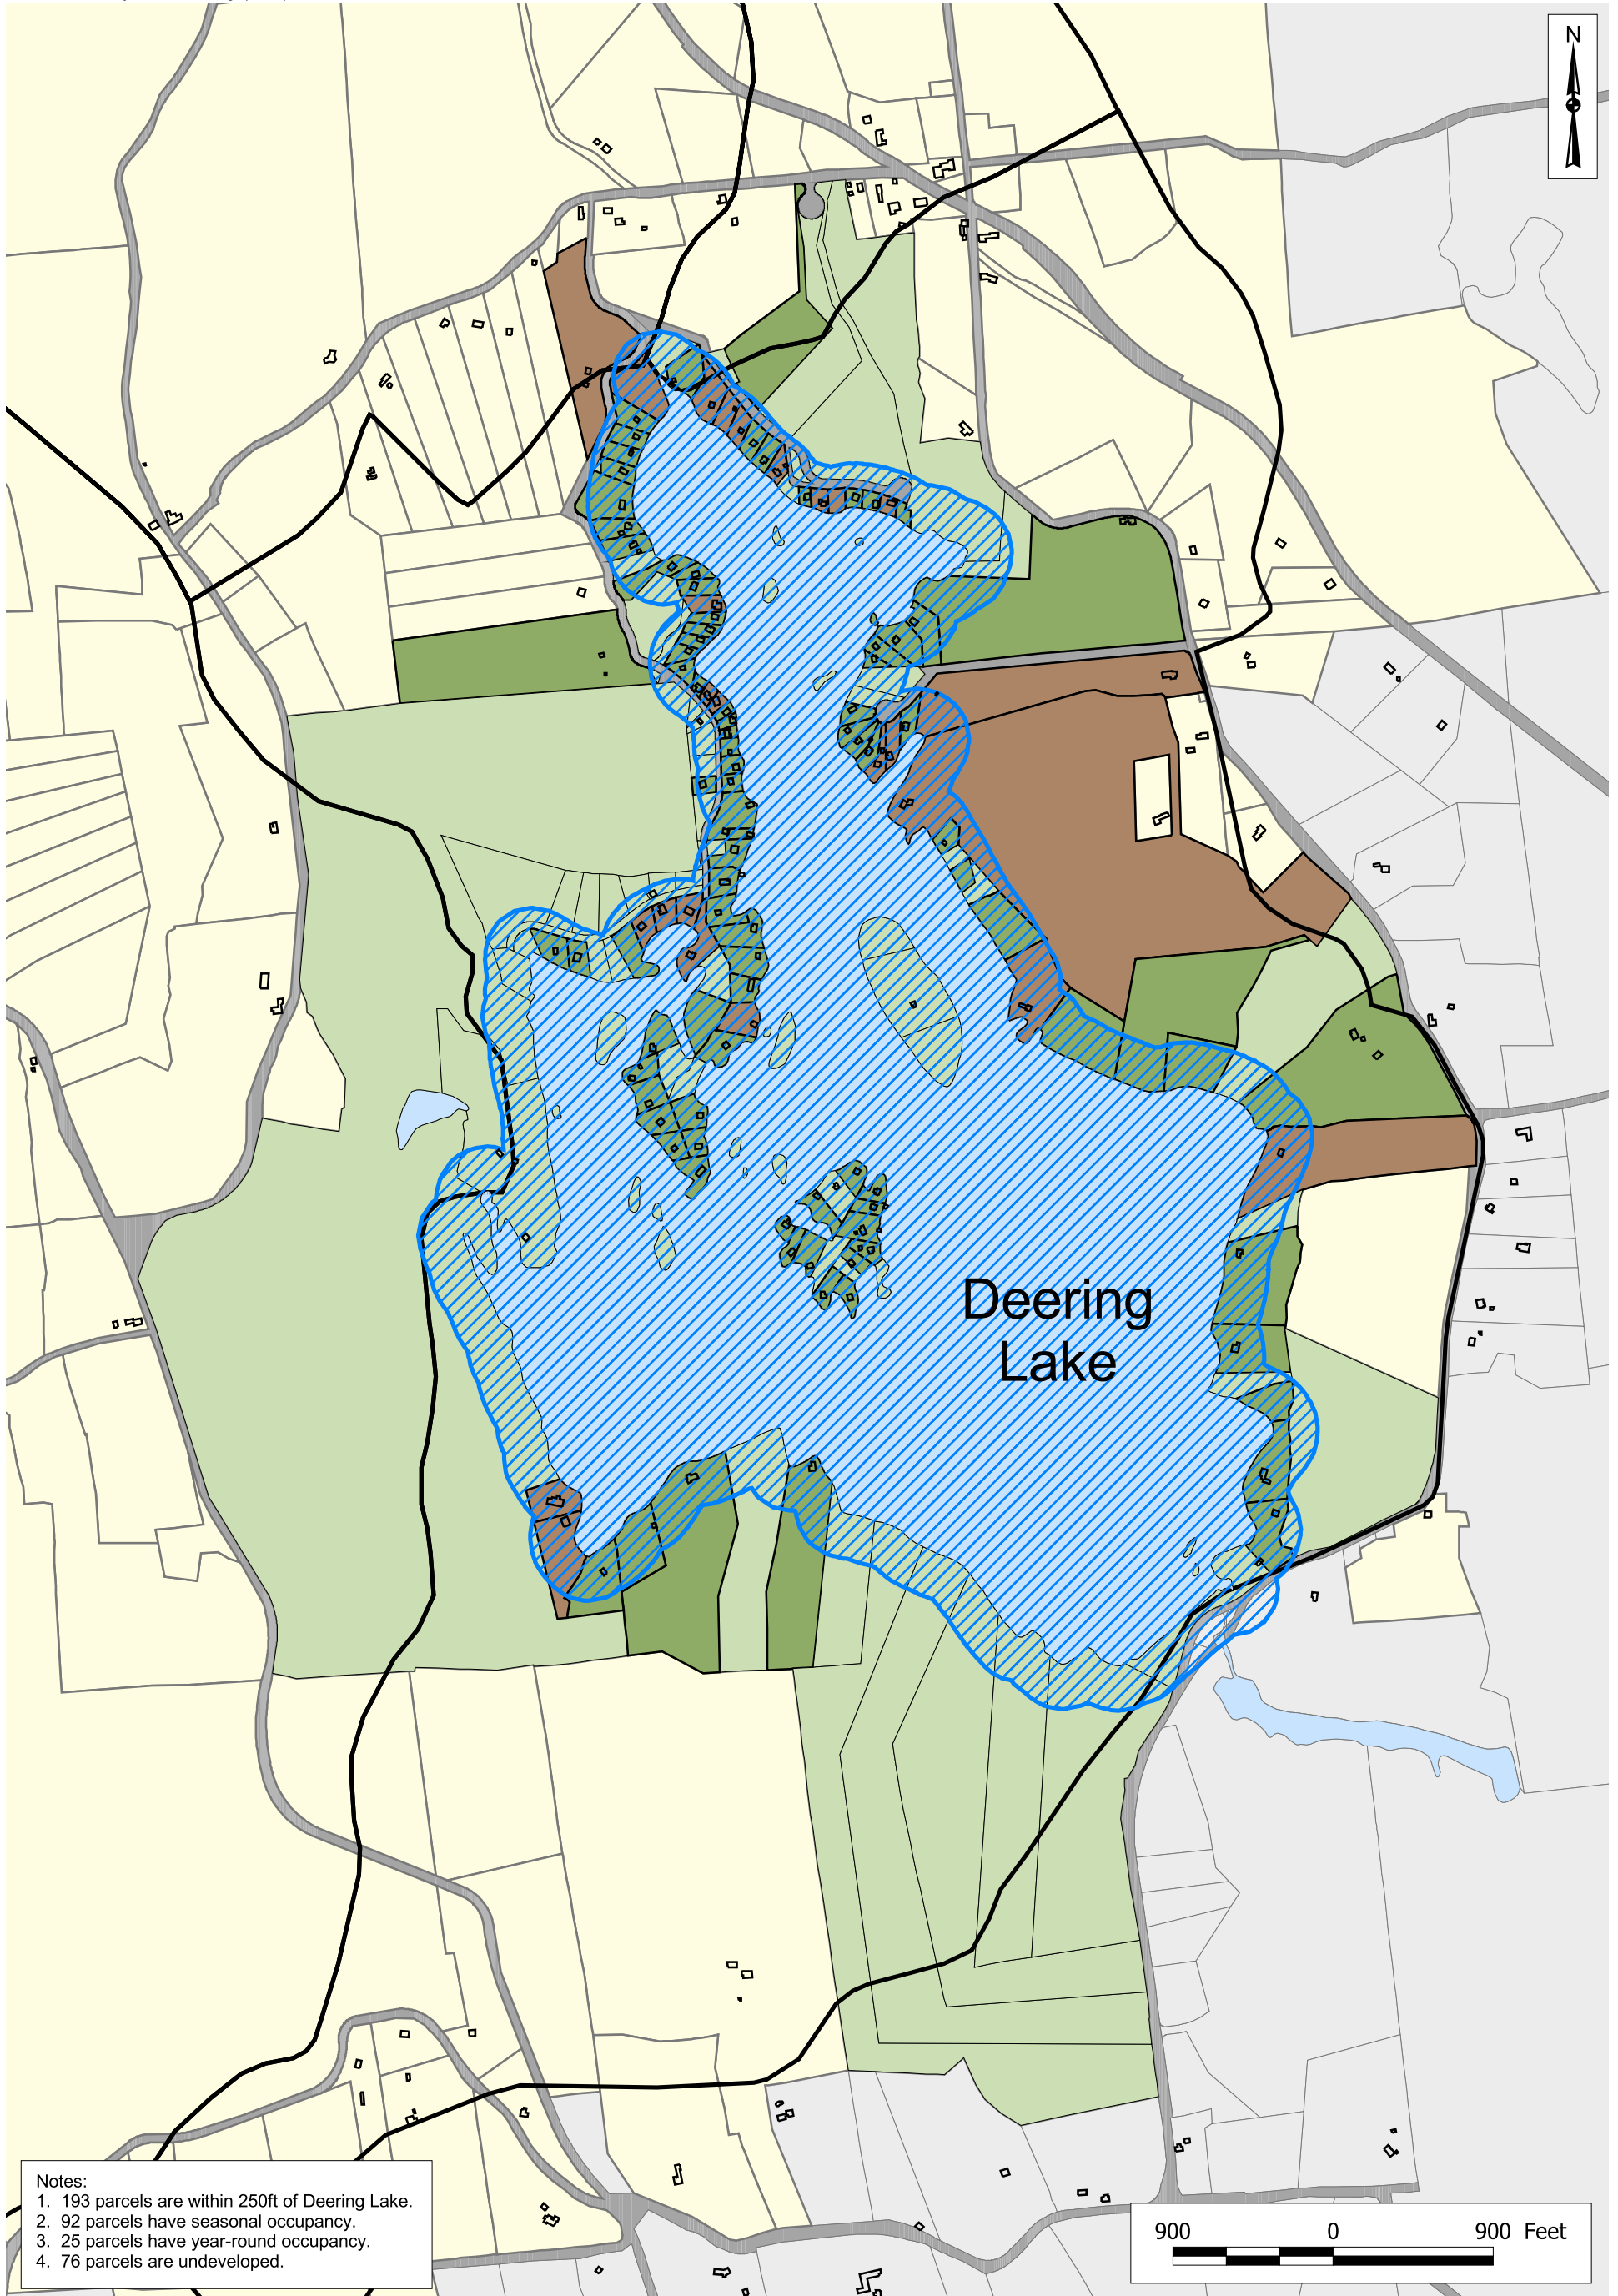 N
Deering
Lake
Notes:
1. 193 parcels are within 250ft of Deering Lake.
2. 92 parcels have seasonal occupancy.
3. 25 parcels have year-round occupancy.
4. 76 parcels are undeveloped.
900 0 900 Feet